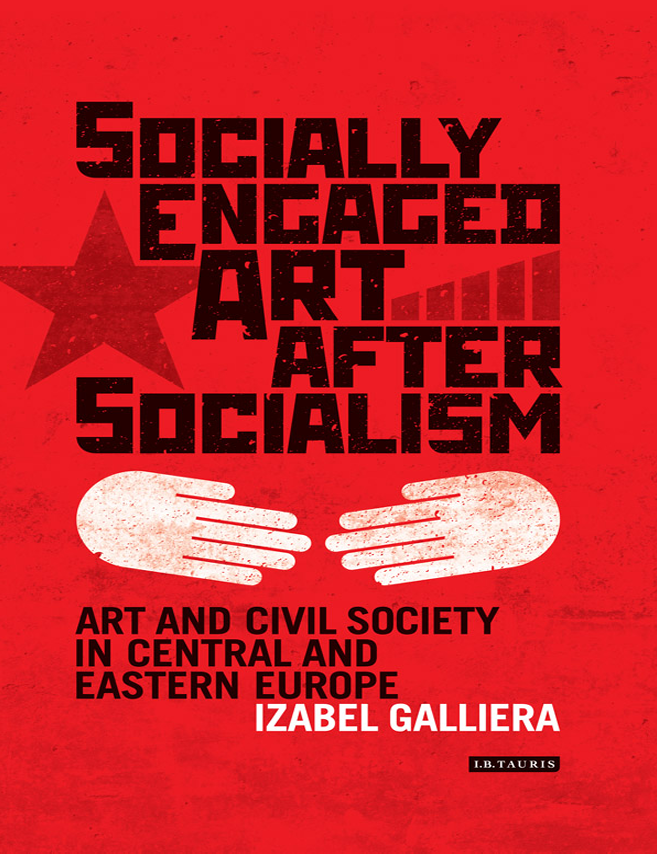 SOCIALLY
ENGAGED
ART
AFTER
SOCIALISM
ART AND CIVIL SOCIETY
IN CENTRAL AND
EASTERN EUROPE
IZABEL GALLIERA
I.B.TAURIS